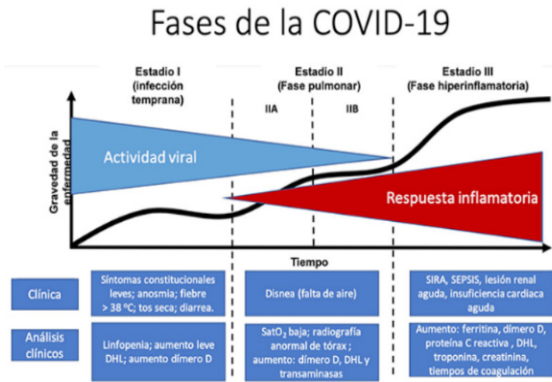 Fases de la COVID-19
Estadio I
(infección
temprana)
Estadio II
(Fase pulmonar)
IIA
IIB
Estadio III
(Fase hiperinflamatoria)
Gravedad de la
enfermedad
Actividad viral
Respuesta inflamatoria
Tiempo
Clínica
Síntomas constitucionales
leves; anosmia; fiebre
> 38 ºC; tos seca; diarrea.
Disnea (falta de aire)
SIRA, SEPSIS, lesión renal
aguda, insuficiencia cardiaca
aguda
Análisis
clínicos
Linfopenia; aumento leve
DHL; aumento dímero D
SatO₂ baja; radiografía
anormal de tórax;
aumento: dímero D, DHL y
transaminasas
Aumento: ferritina, dímero D,
proteína C reactiva , DHL,
troponina, creatinina,
tiempos de coagulación